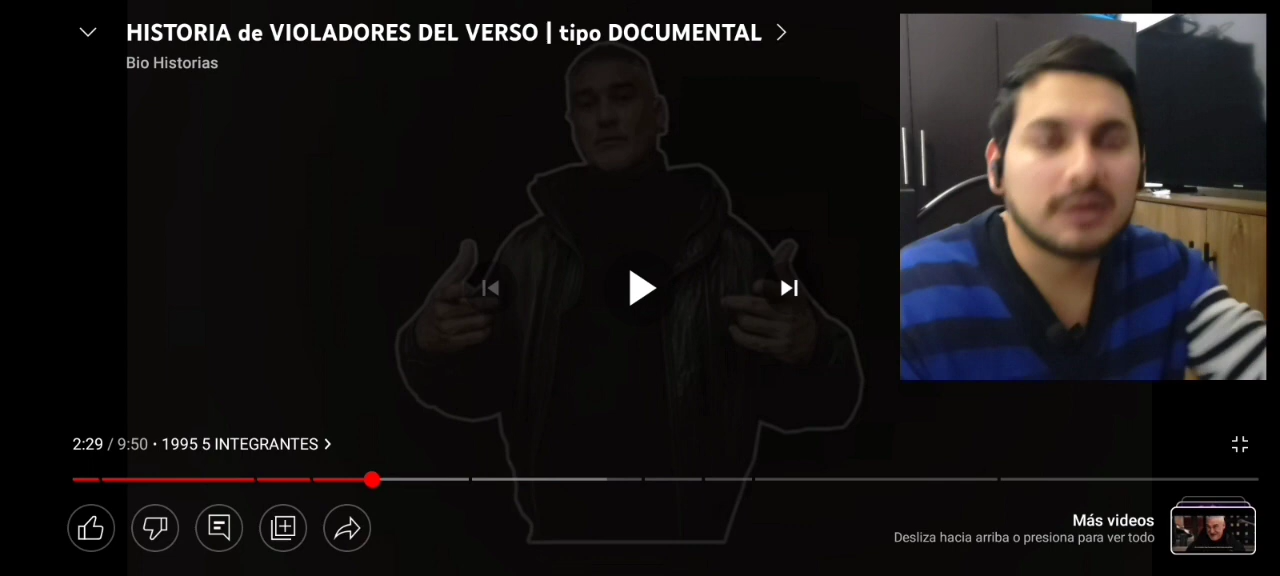 HISTORIA de VIOLADORES DEL VERSO | tipo DOCUMENTAL
Bio Historias
2:29 / 9:50 • 1995 5 INTEGRANTES
Más videos
Desliza hacia arriba o presiona para ver todo